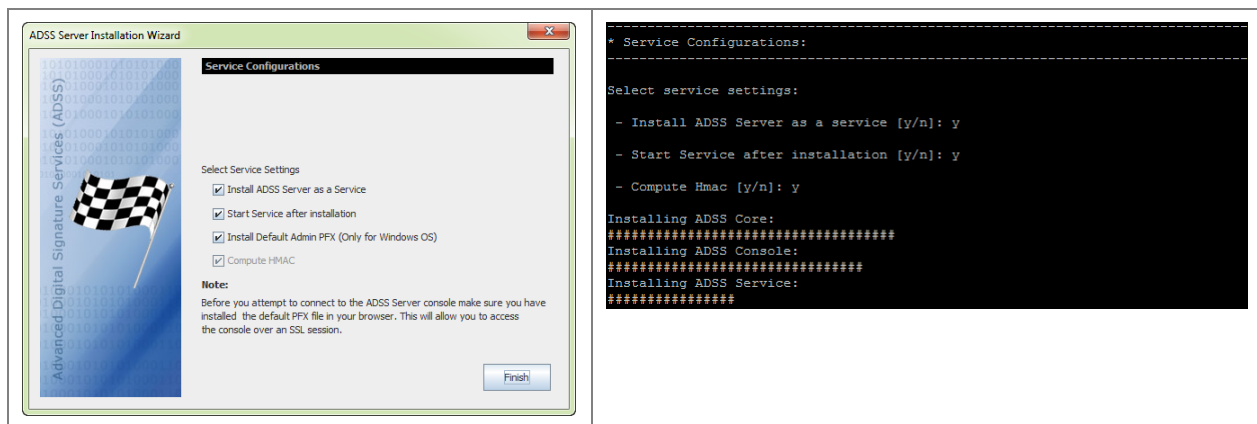 ADSS Server Installation Wizard
Service Configurations
Advanced Digital Signature Services (ADSS)
Select Service Settings
Install ADSS Server as a Service
Start Service after installation
Install Default Admin PFX (Only for Windows OS)
Compute HMAC
Note:
Before you attempt to connect to the ADSS Server console make sure you have
installed the default PFX file in your browser. This will allow you to access
the console over an SSL session.
Finish
* Service Configurations:
Select service settings:
- Install ADSS Server as a service [y/n]: y
- Start Service after installation [y/n]: y
- Compute Hmac [y/n]: y
Installing ADSS Core:
####################################
Installing ADSS Console:
################################
Installing ADSS Service:
################